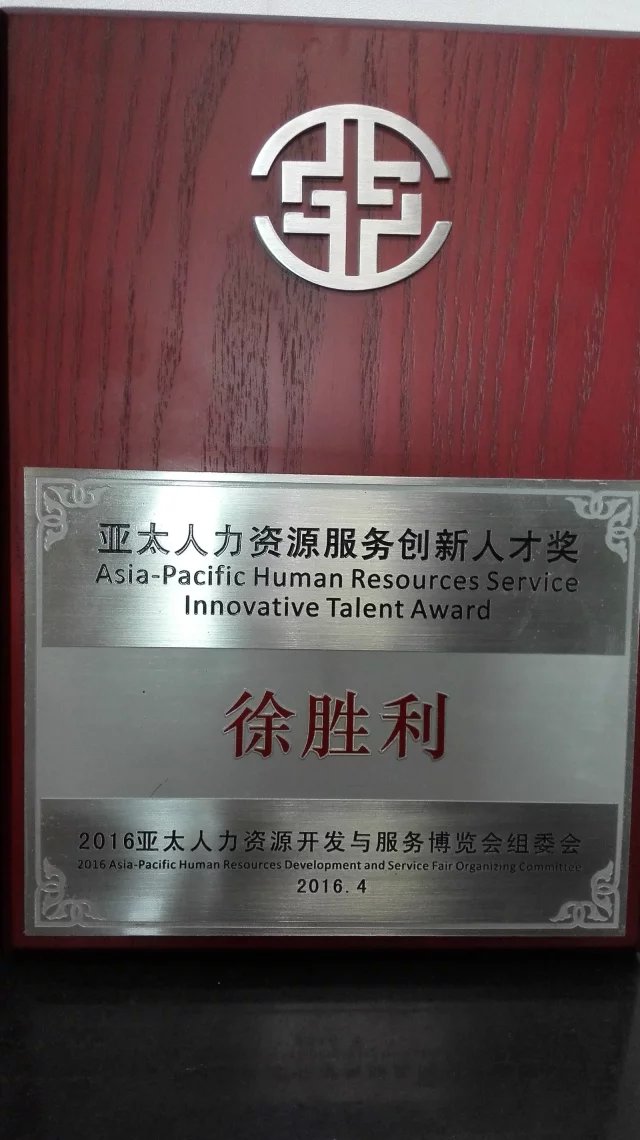 亚太人力资源服务创新人才奖
Asia-Pacific Human Resources Service
Innovative Talent Award
徐胜利
2016亚太人力资源开发与服务博览会组委会
2016 Asia-Pacific Human Resources Development and Service Fair Organizing Committee
2016.4